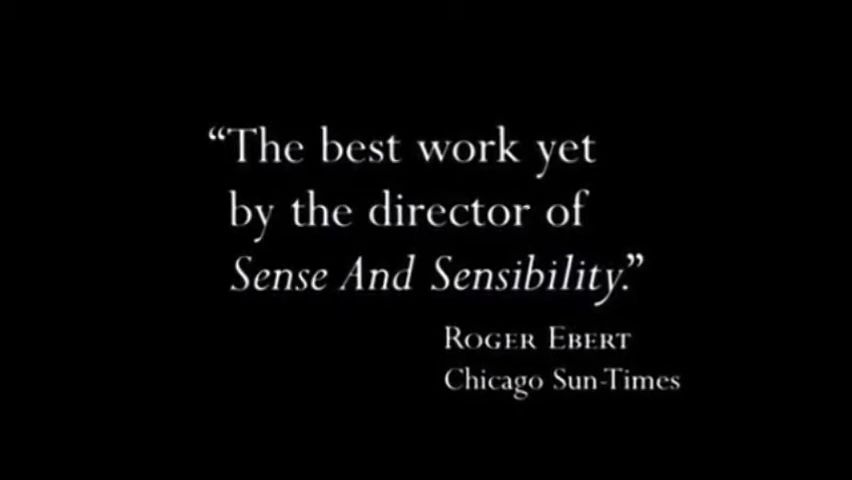 “The best work yet
by the director of
Sense And Sensibility.”
ROGER EBERT
Chicago Sun-Times